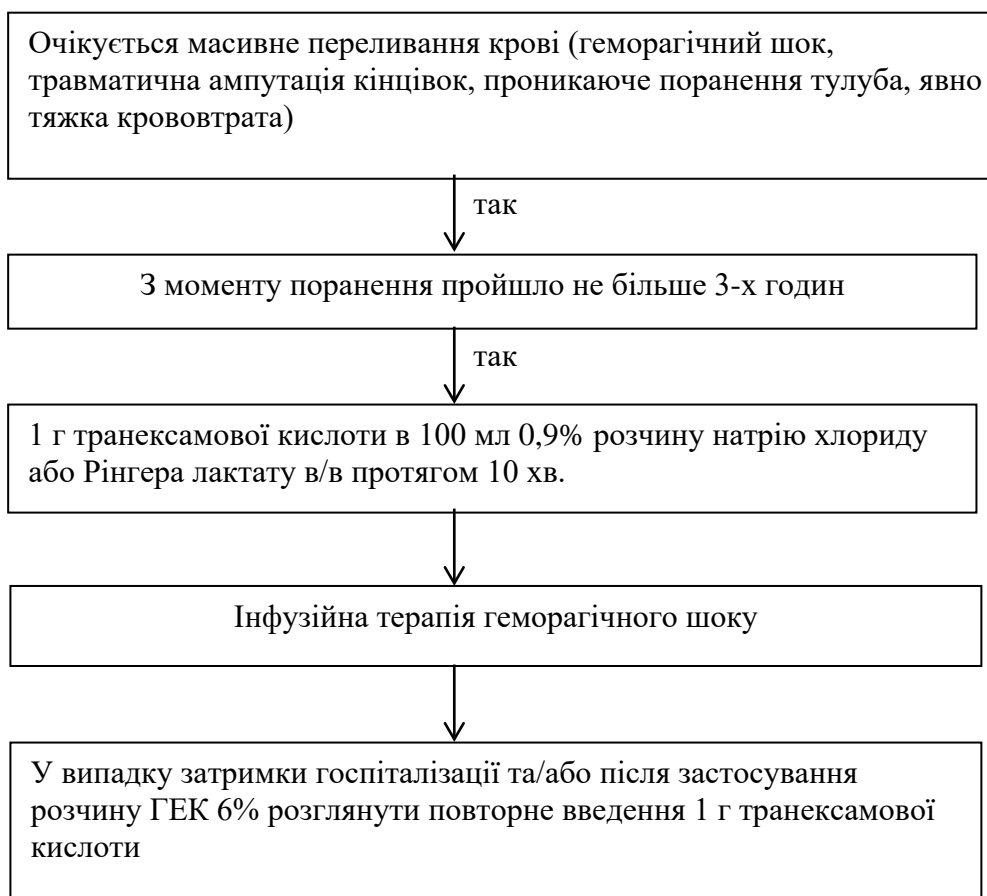 Очікується масивне переливання крові (геморагічний шок,
травматична ампутація кінцівок, проникаюче поранення тулуба, явно
тяжка крововтрата)
так
З моменту поранення пройшло не більше 3-х годин
так
1 г транексамової кислоти в 100 мл 0,9% розчину натрію хлориду
або Рінгера лактату в/в протягом 10 хв.
Інфузійна терапія геморагічного шоку
У випадку затримки госпіталізації та/або після застосування
розчину ГЕК 6% розглянути повторне введення 1 г транексамової
кислоти